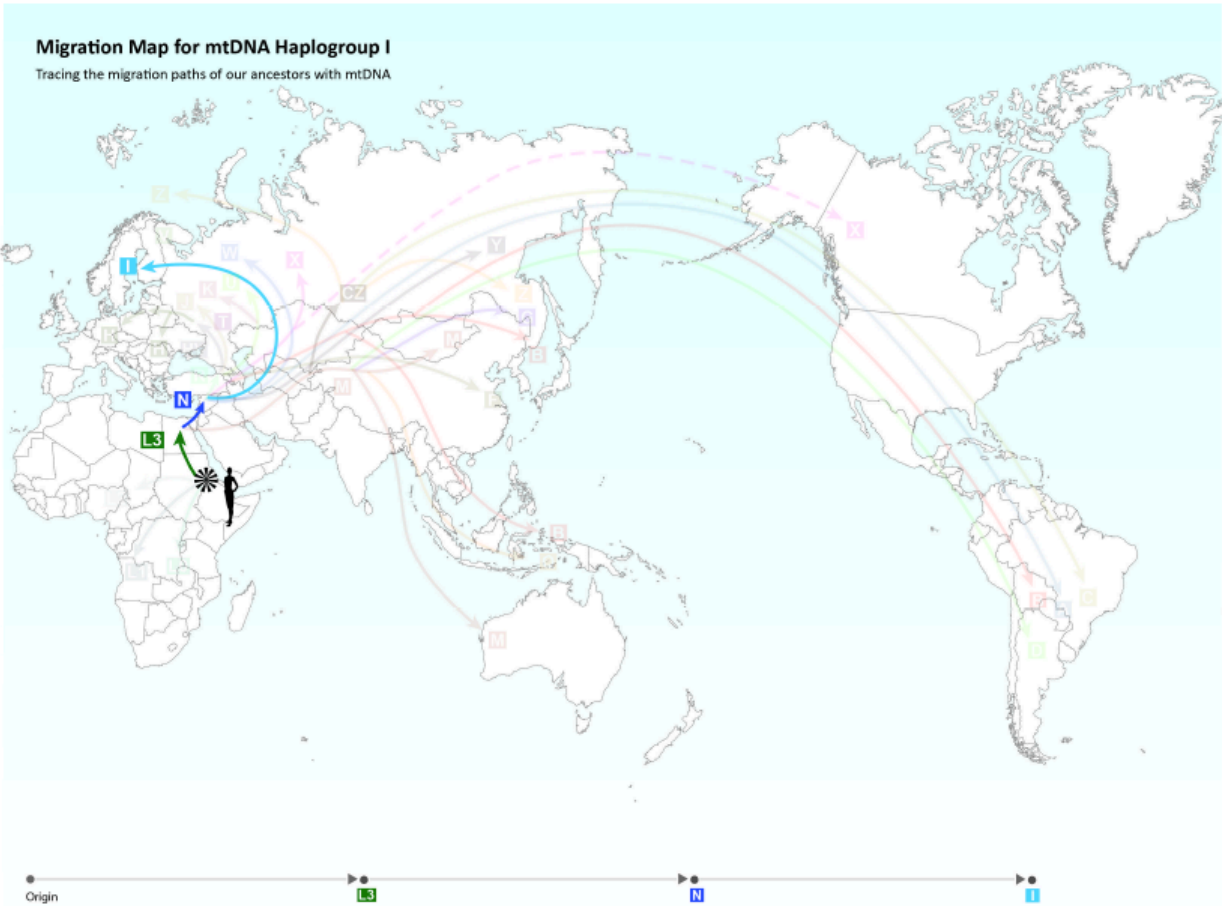 Migration Map for mtDNA Haplogroup I
Tracing the migration paths of our ancestors with mtDNA
Z
W
I
X
Y
X
K
CZ
T
M
B
M
N
L3
B
M
C
D
Origin
L3
N
I